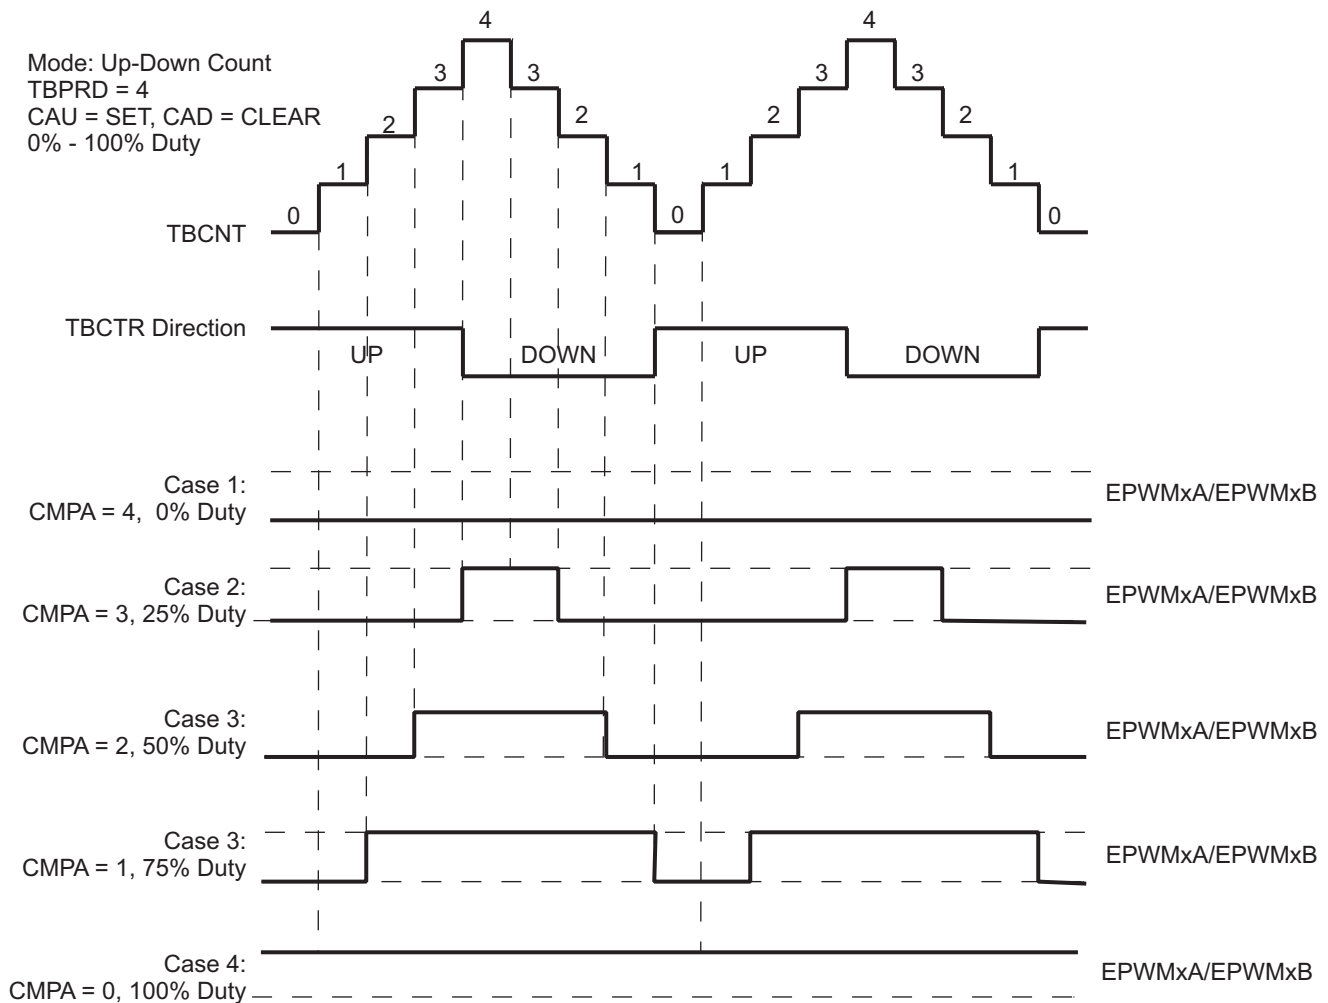 4
4
Mode: Up-Down Count
TBPRD = 4
CAU = SET, CAD = CLEAR
0% - 100% Duty
3
3
3
3
2
2
2
2
1
1
1
1
0
0
0
TBCNT
TBCTR Direction
UP
DOWN
UP
DOWN
Case 1:
CMPA = 4, 0% Duty
EPWMxA/EPWMxB
Case 2:
CMPA = 3, 25% Duty
EPWMxA/EPWMxB
Case 3:
CMPA = 2, 50% Duty
EPWMxA/EPWMxB
Case 3:
CMPA = 1, 75% Duty
EPWMxA/EPWMxB
Case 4:
CMPA = 0, 100% Duty
EPWMxA/EPWMxB